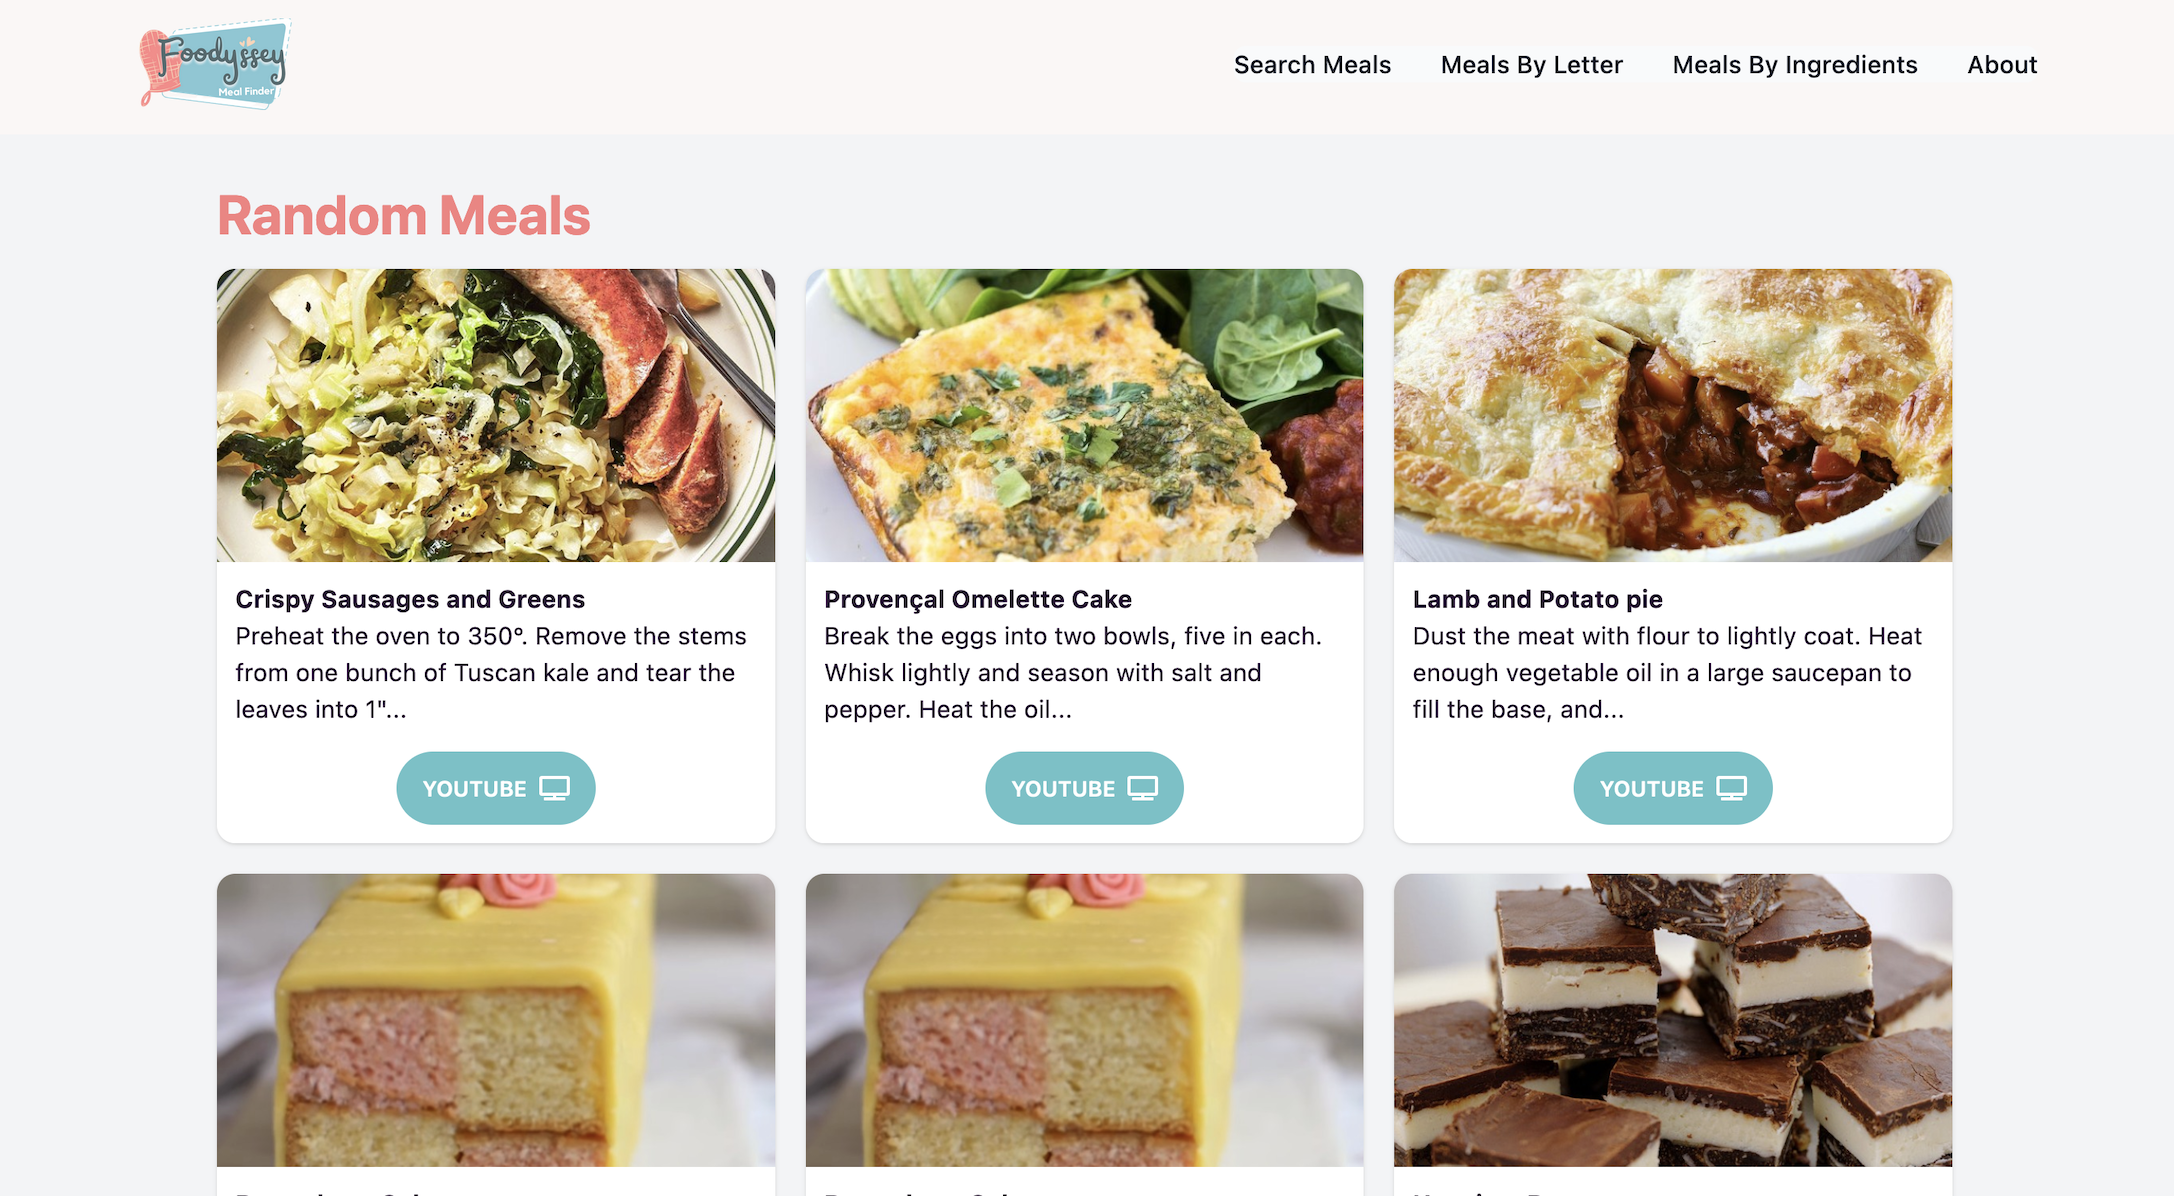 Foodyssey
Meal Finder
Search Meals
Meals By Letter
Meals By Ingredients
About
Random Meals
Crispy Sausages and Greens
Preheat the oven to 350º. Remove the stems
from one bunch of Tuscan kale and tear the
leaves into 1"...
YOUTUBE
Provençal Omelette Cake
Break the eggs into two bowls, five in each.
Whisk lightly and season with salt and
pepper. Heat the oil...
YOUTUBE
Lamb and Potato pie
Dust the meat with flour to lightly coat. Heat
enough vegetable oil in a large saucepan to
fill the base, and...
YOUTUBE